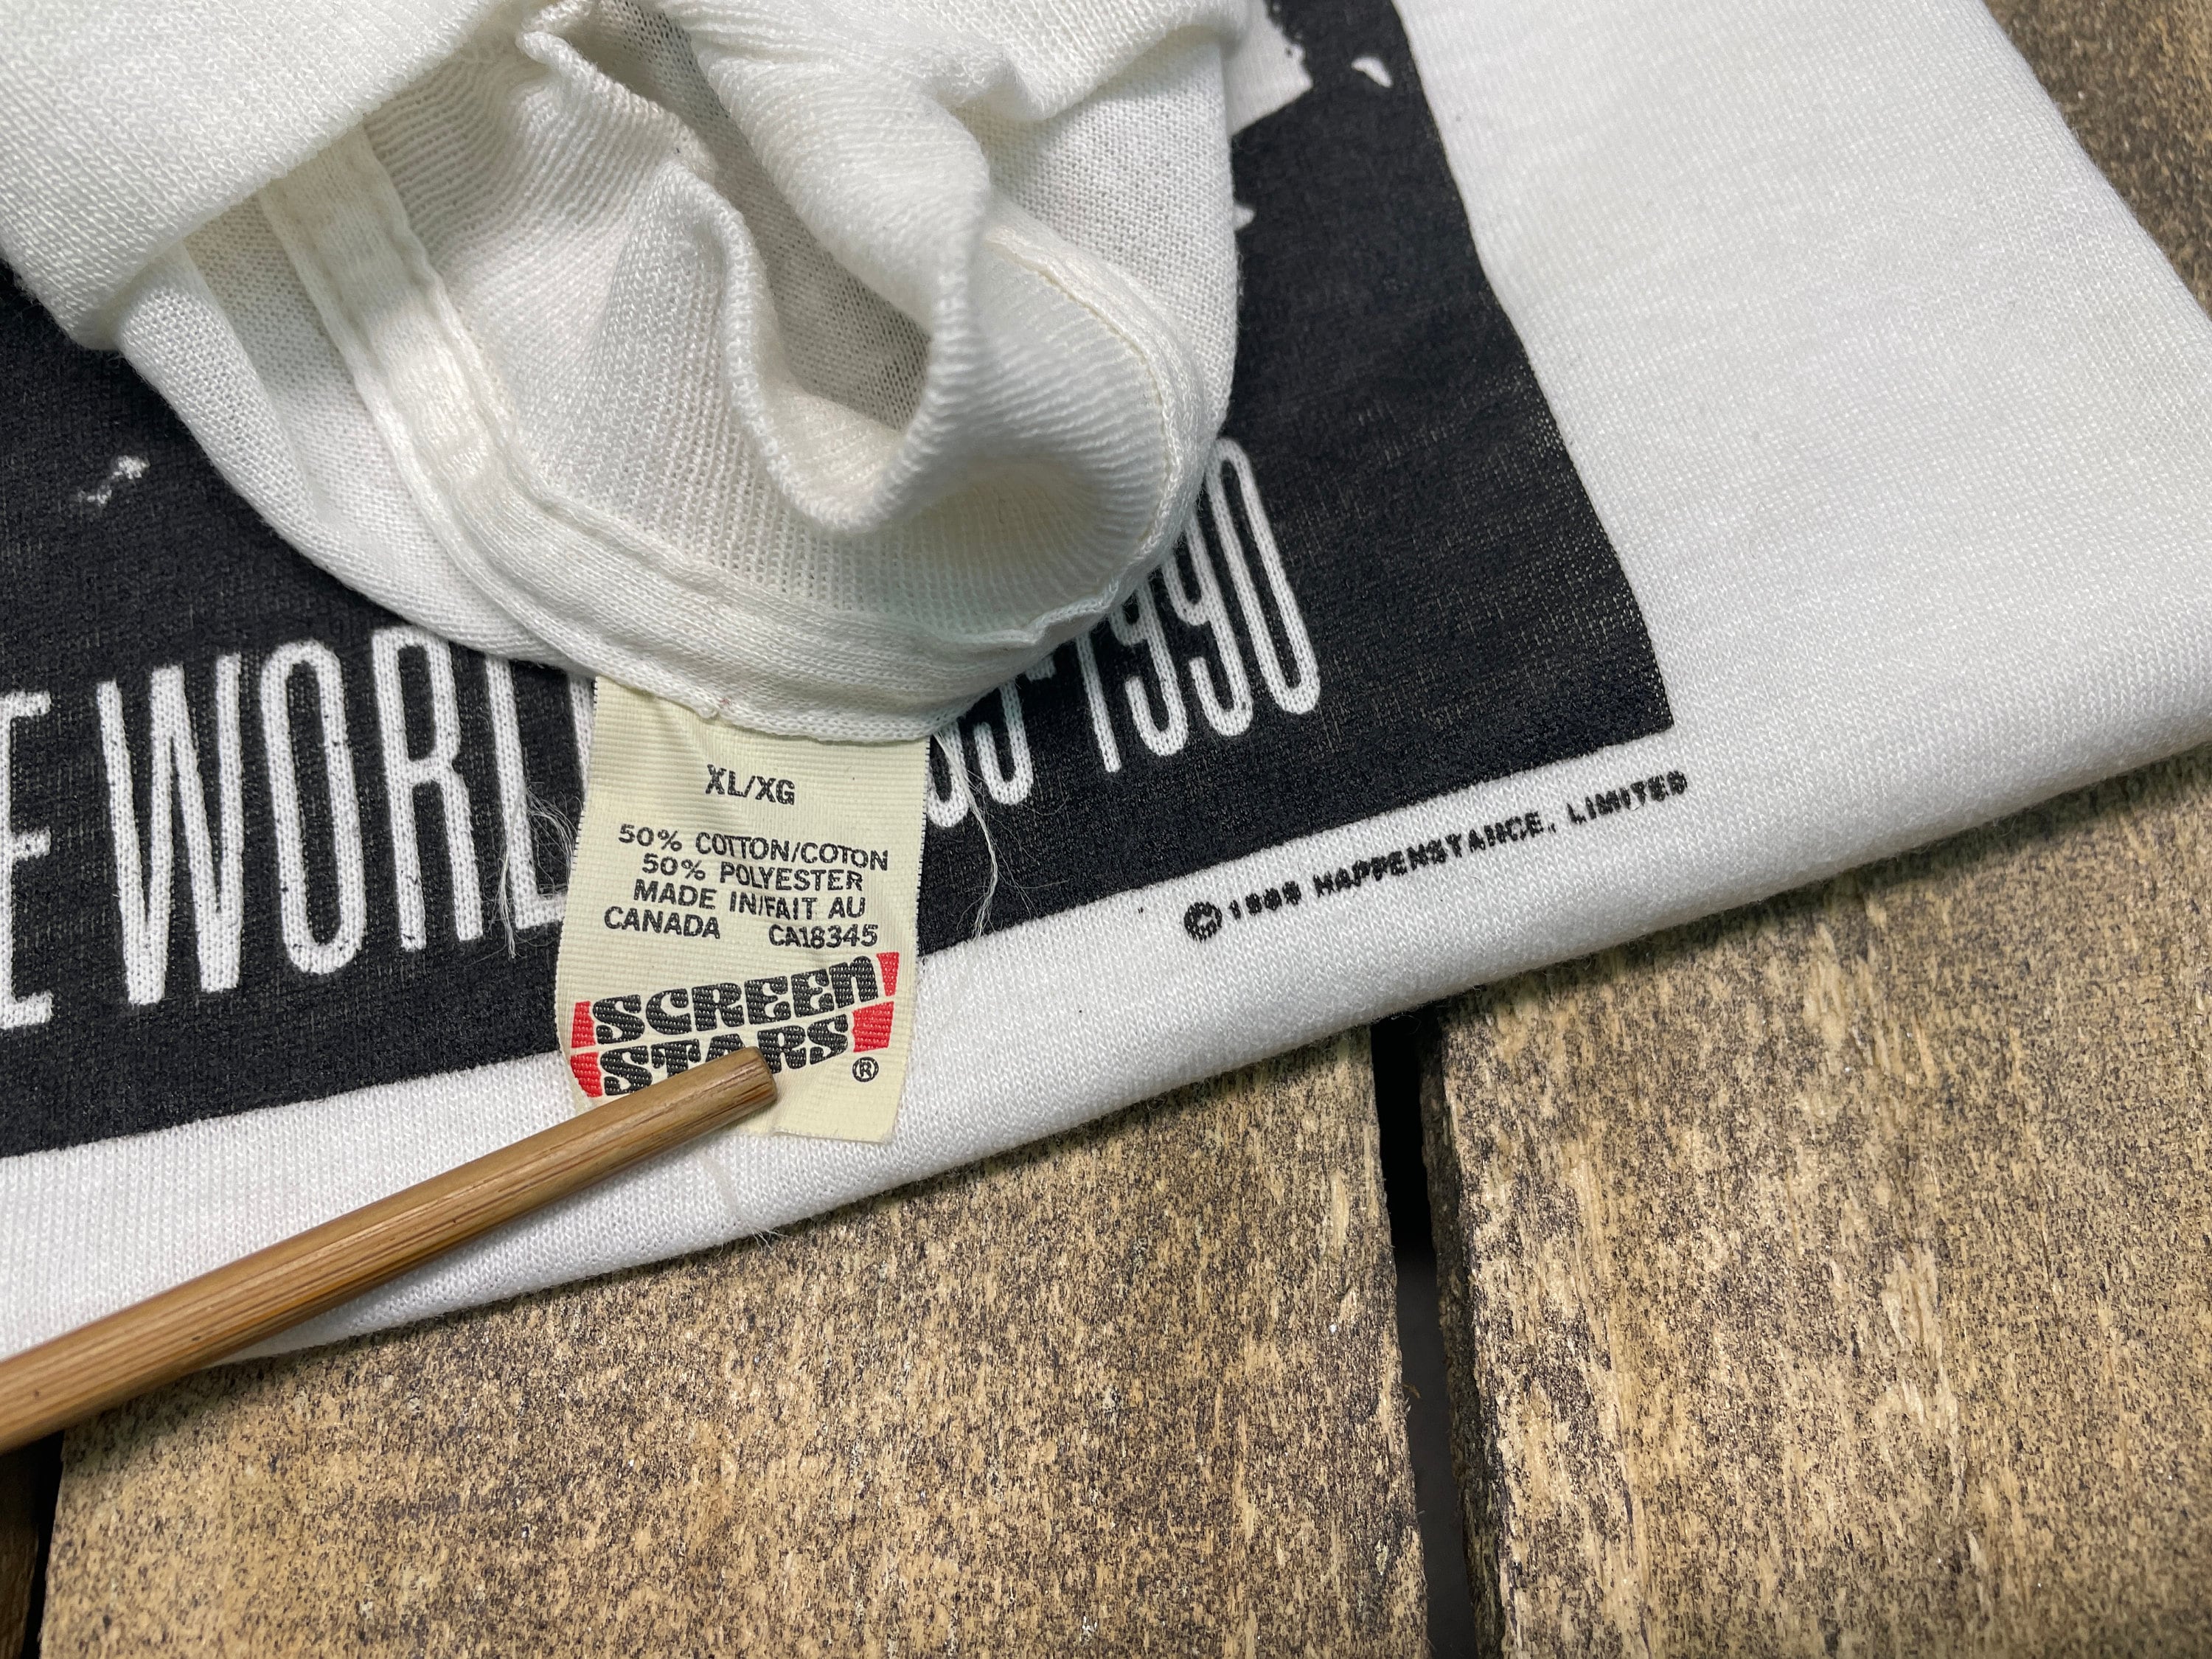 WORL
1990
XL/XG
50% COTTON/COTON
50% POLYESTER
MADE IN/FAIT AU
CANADA CA18345
SCREEN
STARS®
© 1989 HAPPENSTANCE, LIMITED